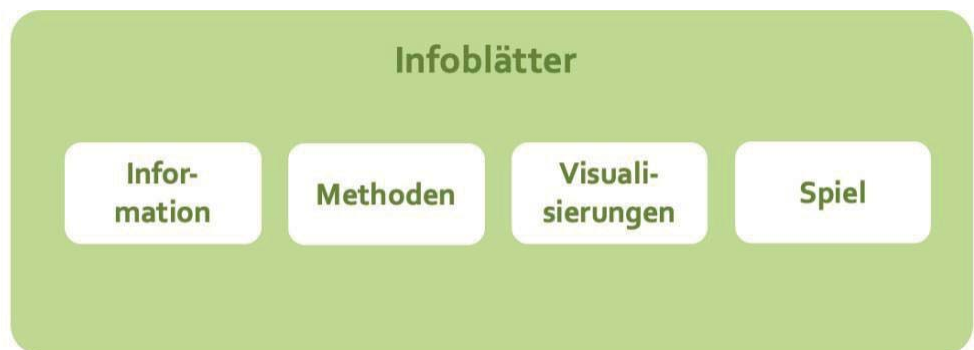 Infoblätter
Infor-
mation
Methoden
Visuali-
sierungen
Spiel